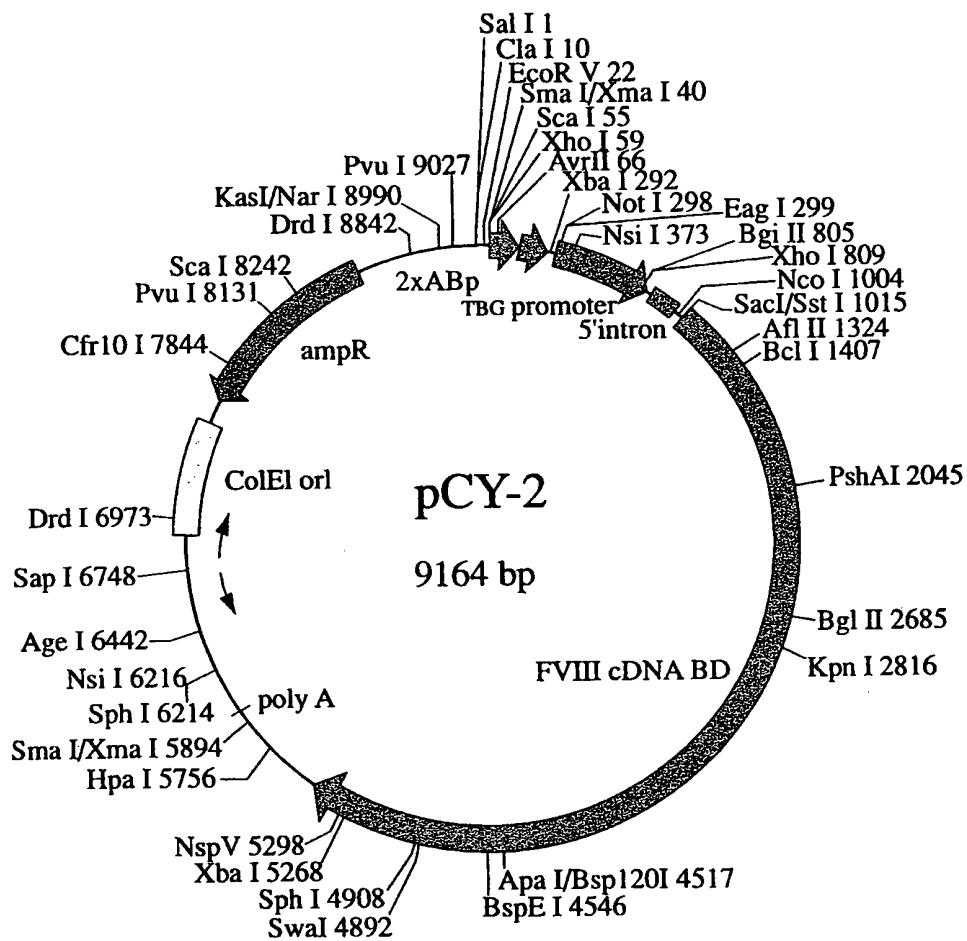 Sal I 1
Cla I 10
EcoR V 22
Sma I/Xma I 40
Sca I 55
Xho I 59
AvrII 66
Xba I 292
Not I 298
Eag I 299
Nsi I 373
Bgi II 805
Xho I 809
Nco I 1004
SacI/Sst I 1015
Afl II 1324
Bcl I 1407
PshAI 2045
Bgl II 2685
Kpn I 2816
Apa I/Bsp120I 4517
BspE I 4546
SwaI 4892
Sph I 4908
Xba I 5268
NspV 5298
Hpa I 5756
Sma I/Xma I 5894
Sph I 6214
Nsi I 6216
Age I 6442
Sap I 6748
Drd I 6973
Cfr10 I 7844
Pvu I 8131
Sca I 8242
Drd I 8842
KasI/Nar I 8990
Pvu I 9027
2xABp
TBG promoter
5'intron
ampR
ColEl orl
pCY-2
9164 bp
FVIII cDNA BD
poly A